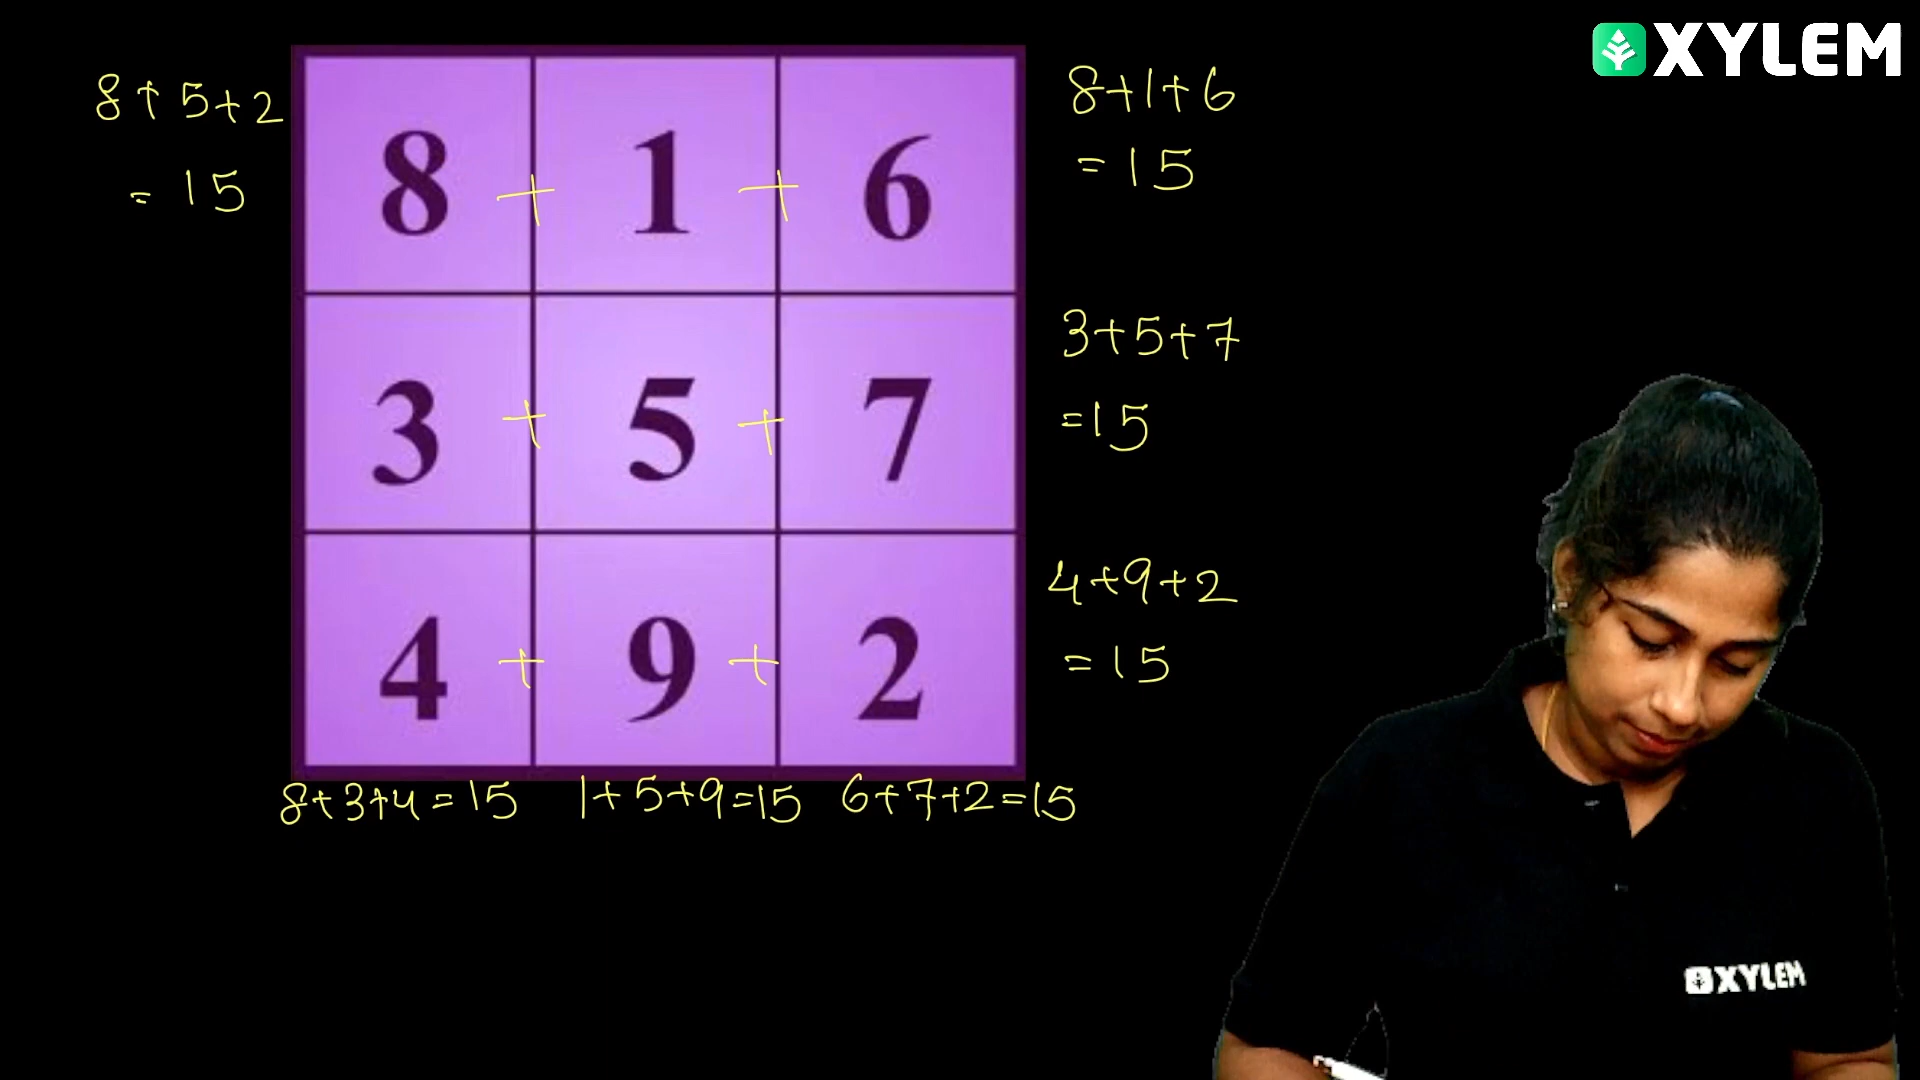 XYLEM
8+5+2
= 15
8 + 1 + 6
8+1+6
= 15
3 + 5 + 7
3+5+7
=15
4 + 9 + 2
4+9+2
= 15
8+3+4=15 1+5+9=15 6+7+2=15
XYLEM